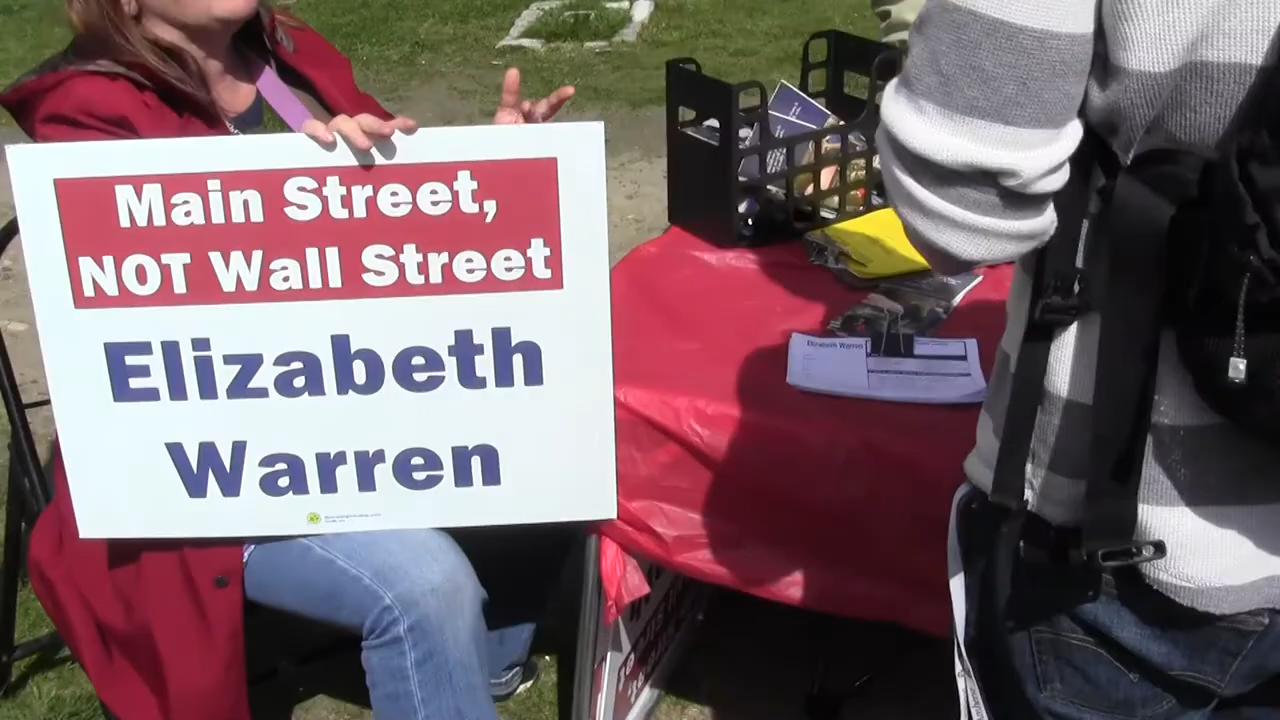 Main Street,
NOT Wall Street
Elizabeth
Warren
Elizabeth Warren